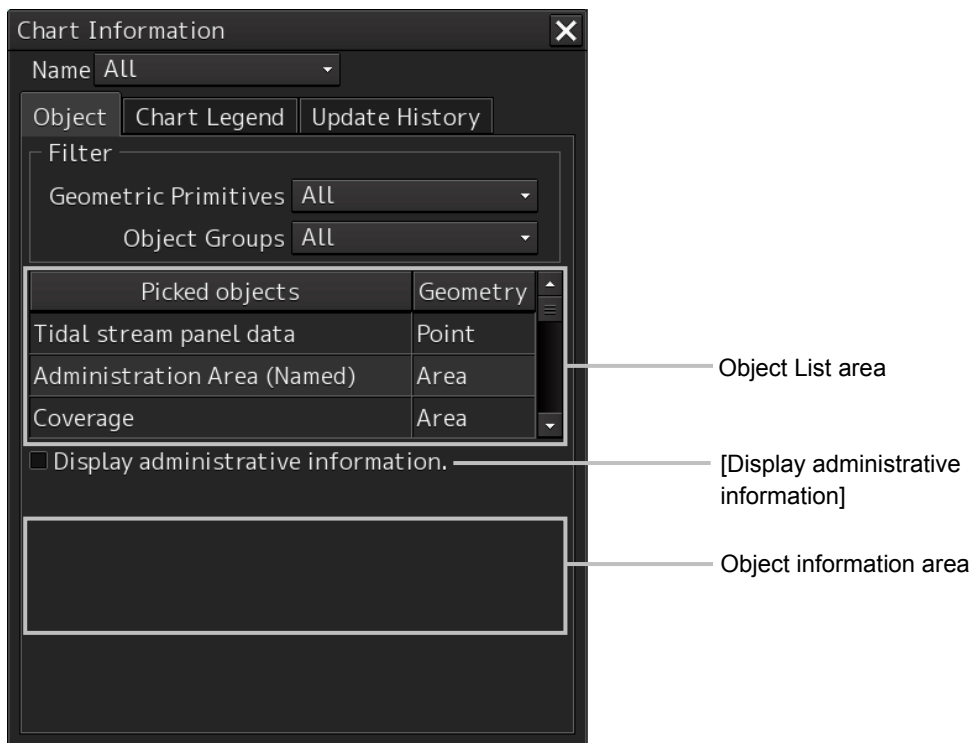 Chart Information
Name All
Object Chart Legend Update History
Filter
Geometric Primitives All
Object Groups All
Picked objects Geometry
Tidal stream panel data Point
Administration Area (Named) Area
Coverage Area
Display administrative information.
Object List area
[Display administrative
information]
Object information area